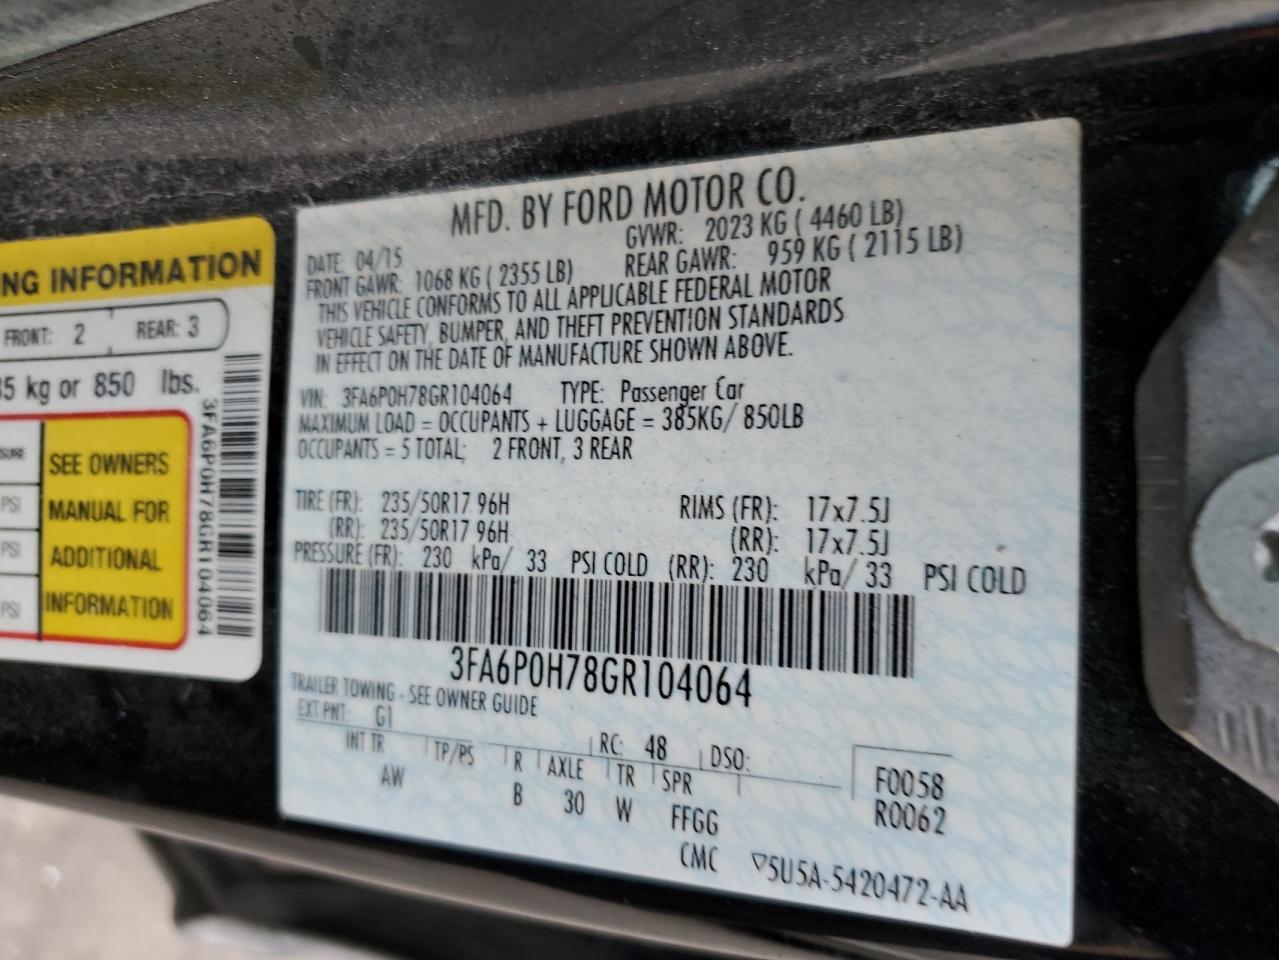 NG INFORMATION
FRONT: 2 REAR: 3
85 kg or 850 lbs.
SURE
PSI
PSI
PSI
SEE OWNERS
MANUAL FOR
ADDITIONAL
INFORMATION
3FA6P0H78GR104064
MFD. BY FORD MOTOR CO.
DATE: 04/15 GVWR: 2023 KG ( 4460 LB)
FRONT GAWR: 1068 KG ( 2355 LB) REAR GAWR: 959 KG ( 2115 LB)
THIS VEHICLE CONFORMS TO ALL APPLICABLE FEDERAL MOTOR
VEHICLE SAFETY, BUMPER, AND THEFT PREVENTION STANDARDS
IN EFFECT ON THE DATE OF MANUFACTURE SHOWN ABOVE.
VIN: 3FA6P0H78GR104064 TYPE: Passenger Car
MAXIMUM LOAD = OCCUPANTS + LUGGAGE = 385KG/ 850LB
OCCUPANTS = 5 TOTAL; 2 FRONT, 3 REAR
TIRE (FR): 235/50R17 96H RIMS (FR): 17x7.5J
(RR): 235/50R17 96H (RR): 17x7.5J
PRESSURE (FR): 230 kPa/ 33 PSI COLD (RR): 230 kPa/ 33 PSI COLD
3FA6P0H78GR104064
TRAILER TOWING - SEE OWNER GUIDE
EXT PNT: G1 RC: 48 DSO:
INT TR TP/PS R AXLE TR SPR
AW B 30 W FFGG
F0058
R0062
CMC
▽5U5A-5420472-AA